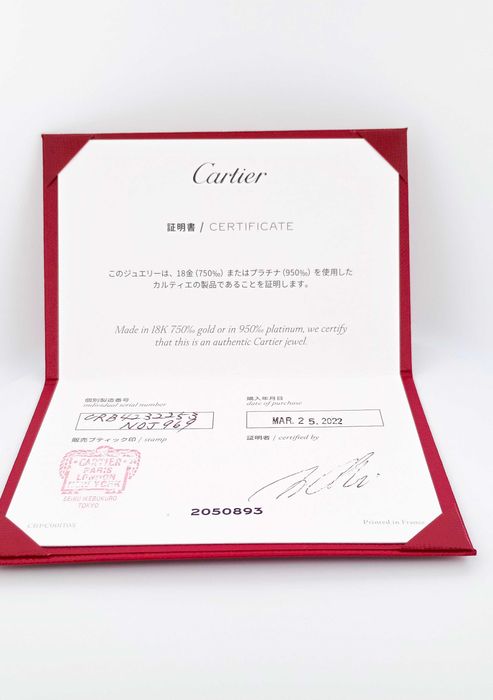 Cartier
証明書 / CERTIFICATE
このジュエリーは、18金(750‰)またはプラチナ(950‰)を使用した
カルティエの製品であることを証明します。
Made in 18K 750‰ gold or in 950‰ platinum, we certify
that this is an authentic Cartier jewel.
個別製造番号
individual serial number
CRB4232253
NOJ.969
購入年月日
date of purchase
MAR. 25. 2022
販売ブティック印 / stamp
CARTIER
PARIS
LONDON
NEW YORK
SEIBU IKEBUKURO
TOKYO
証明者 / certified by
2050893
Printed in France